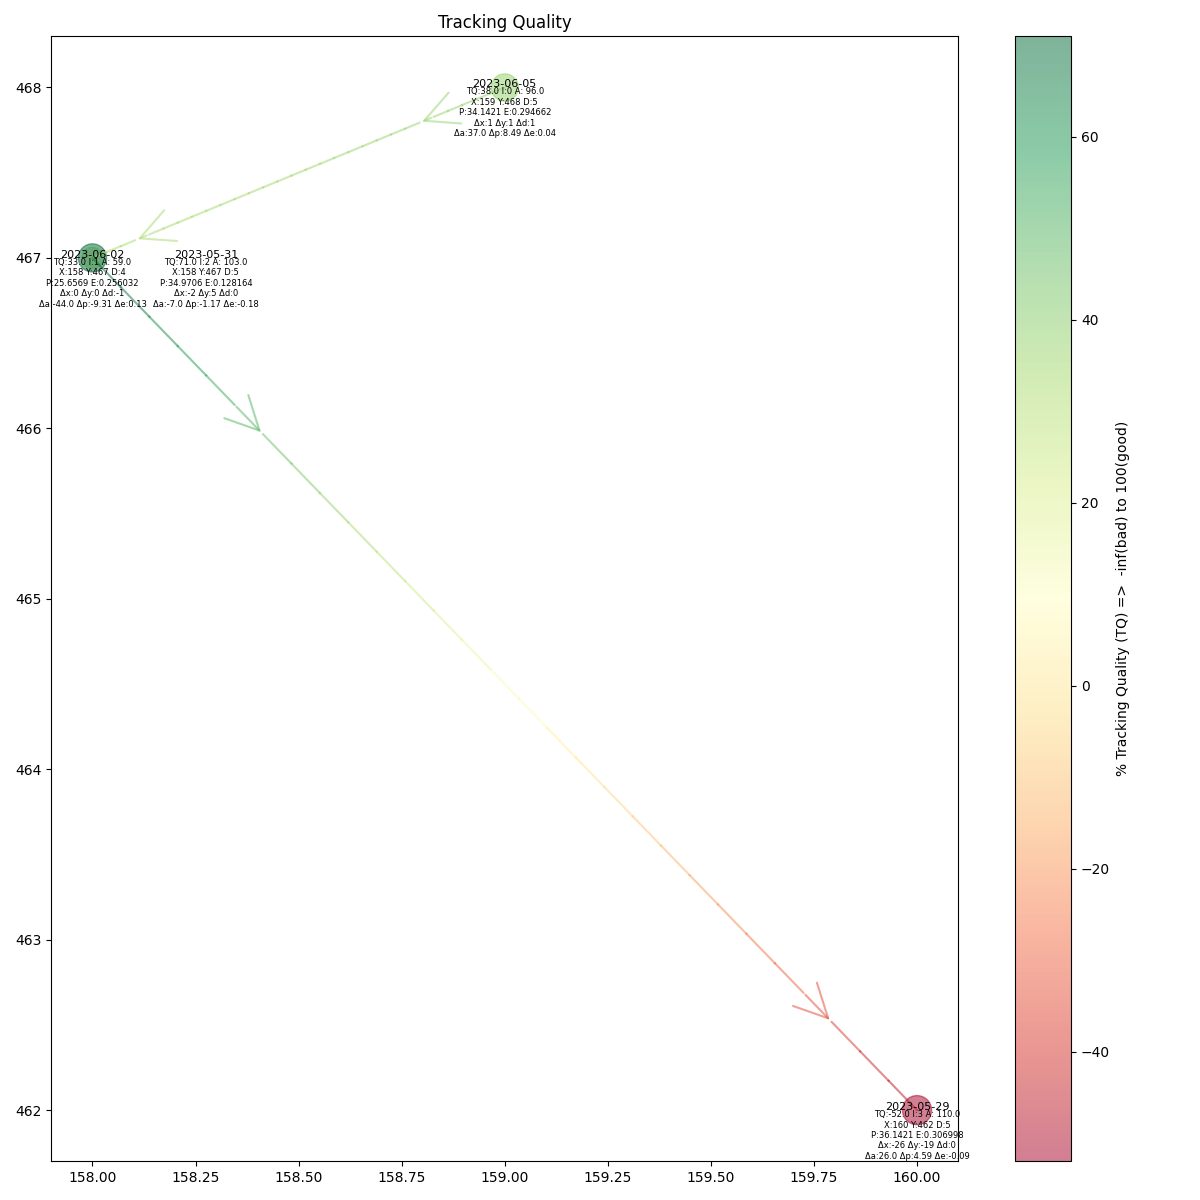 Tracking Quality
468
467
466
465
464
463
462
158.00
158.25
158.50
158.75
159.00
159.25
159.50
159.75
160.00
2023-06-05
TQ:38.0 I:0 A: 96.0
X:159 Y:468 D:5
P:34.1421 E:0.294662
Δx:1 Δy:1 Δd:1
Δa:37.0 Δp:8.49 Δe:0.04
2023-06-02
TQ:33.0 I:1 A: 59.0
X:158 Y:467 D:4
P:25.6569 E:0.256032
Δx:0 Δy:0 Δd:-1
Δa:-44.0 Δp:-9.31 Δe:0.13
2023-05-31
TQ:71.0 I:2 A: 103.0
X:158 Y:467 D:5
P:34.9706 E:0.128164
Δx:-2 Δy:5 Δd:0
Δa:-7.0 Δp:-1.17 Δe:-0.18
2023-05-29
TQ:-52.0 I:3 A: 110.0
X:160 Y:462 D:5
P:36.1421 E:0.306998
Δx:-26 Δy:-19 Δd:0
Δa:26.0 Δp:4.59 Δe:-0.09
60
40
20
0
−20
−40
% Tracking Quality (TQ) => -inf(bad) to 100(good)